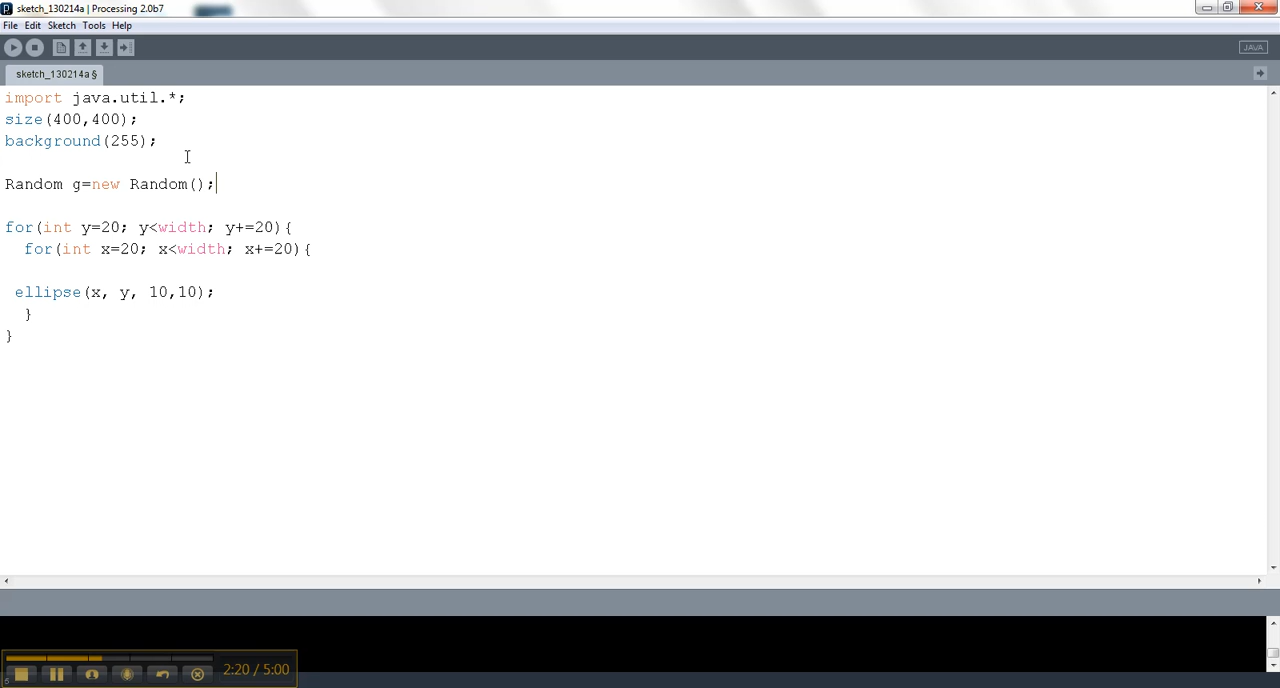 sketch_130214a | Processing 2.0b7
File Edit Sketch Tools Help
JAVA
sketch_130214a §
import java.util.*;
size(400,400);
background(255);
Random g=new Random();
for(int y=20; y<width; y+=20){
for(int x=20; x<width; x+=20){
ellipse(x, y, 10,10);
}
}
2:20 / 5:00
5